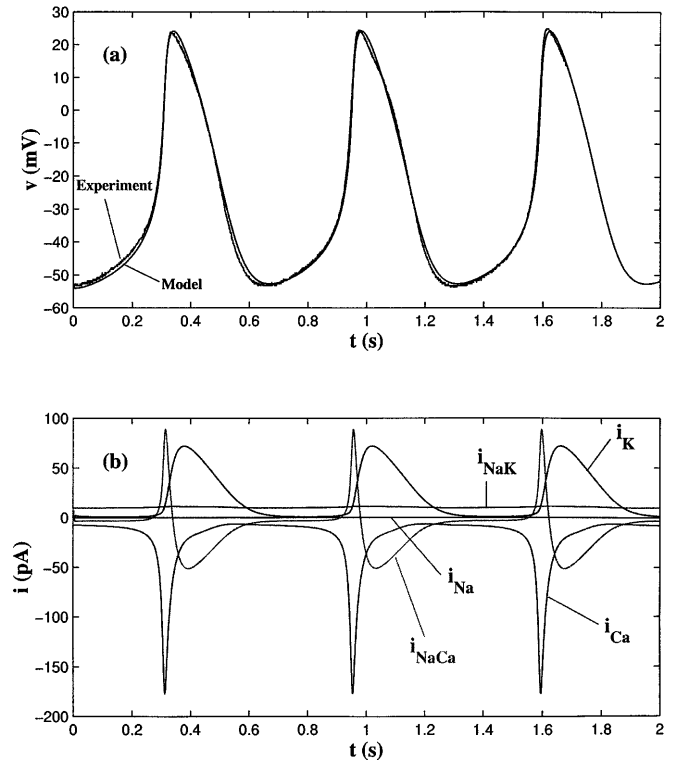 30
20
(a)
10
0
−10
v (mV)
−20
Experiment
−30
−40
−50
Model
−60
0 0.2 0.4 0.6 0.8 1 1.2 1.4 1.6 1.8 2
t (s)
100
(b)
i_K
i_NaK
50
0
−50
i (pA)
i_Na
−100
i_NaCa
i_Ca
−150
−200
0 0.2 0.4 0.6 0.8 1 1.2 1.4 1.6 1.8 2
t (s)